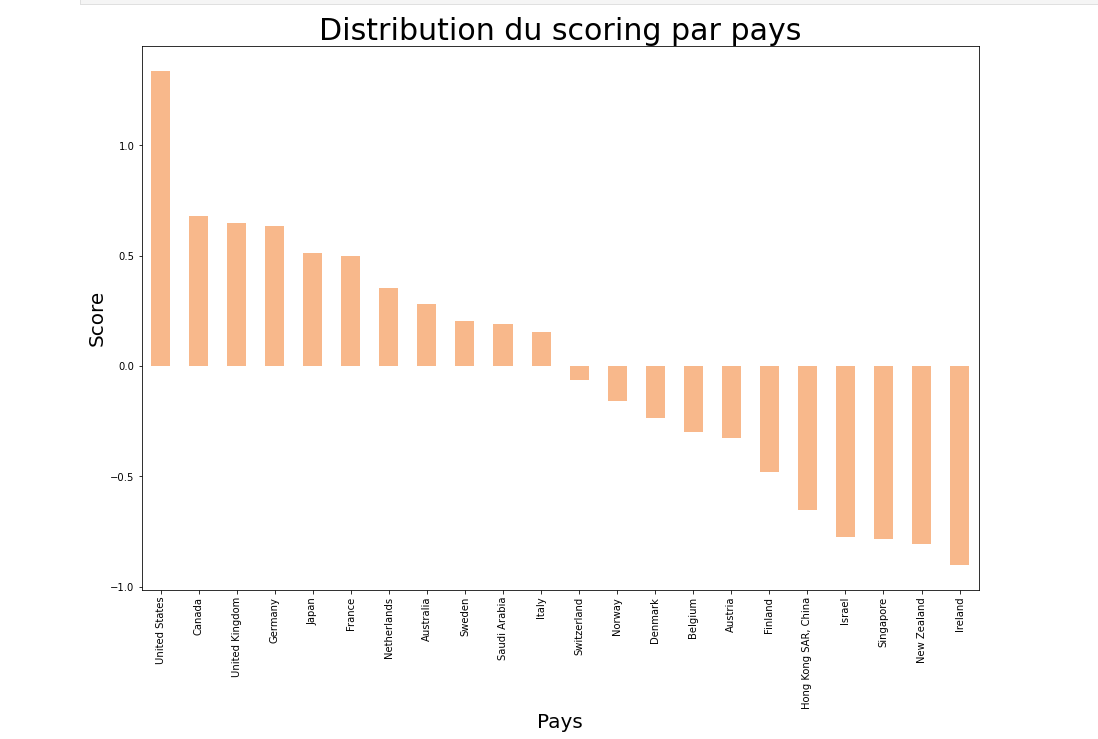 Distribution du scoring par pays
1.0
0.5
0.0
−0.5
−1.0
Score
United States
Canada
United Kingdom
Germany
Japan
France
Netherlands
Australia
Sweden
Saudi Arabia
Italy
Switzerland
Norway
Denmark
Belgium
Austria
Finland
Hong Kong SAR, China
Israel
Singapore
New Zealand
Ireland
Pays